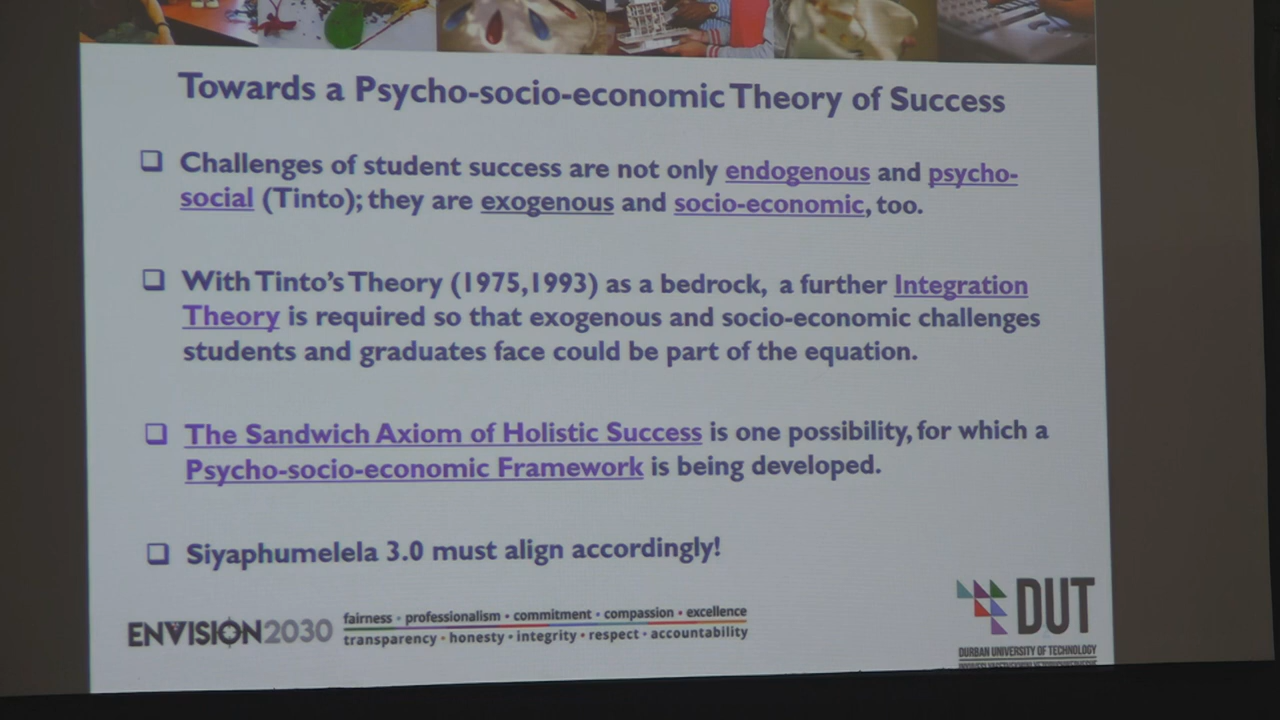 Towards a Psycho-socio-economic Theory of Success
❑ Challenges of student success are not only endogenous and psycho-
social (Tinto); they are exogenous and socio-economic, too.
❑ With Tinto's Theory (1975,1993) as a bedrock, a further Integration
Theory is required so that exogenous and socio-economic challenges
students and graduates face could be part of the equation.
❑ The Sandwich Axiom of Holistic Success is one possibility, for which a
Psycho-socio-economic Framework is being developed.
❑ Siyaphumelela 3.0 must align accordingly!
ENVISION2030
fairness • professionalism • commitment • compassion • excellence
transparency • honesty • integrity • respect • accountability
DUT
DURBAN UNIVERSITY OF TECHNOLOGY